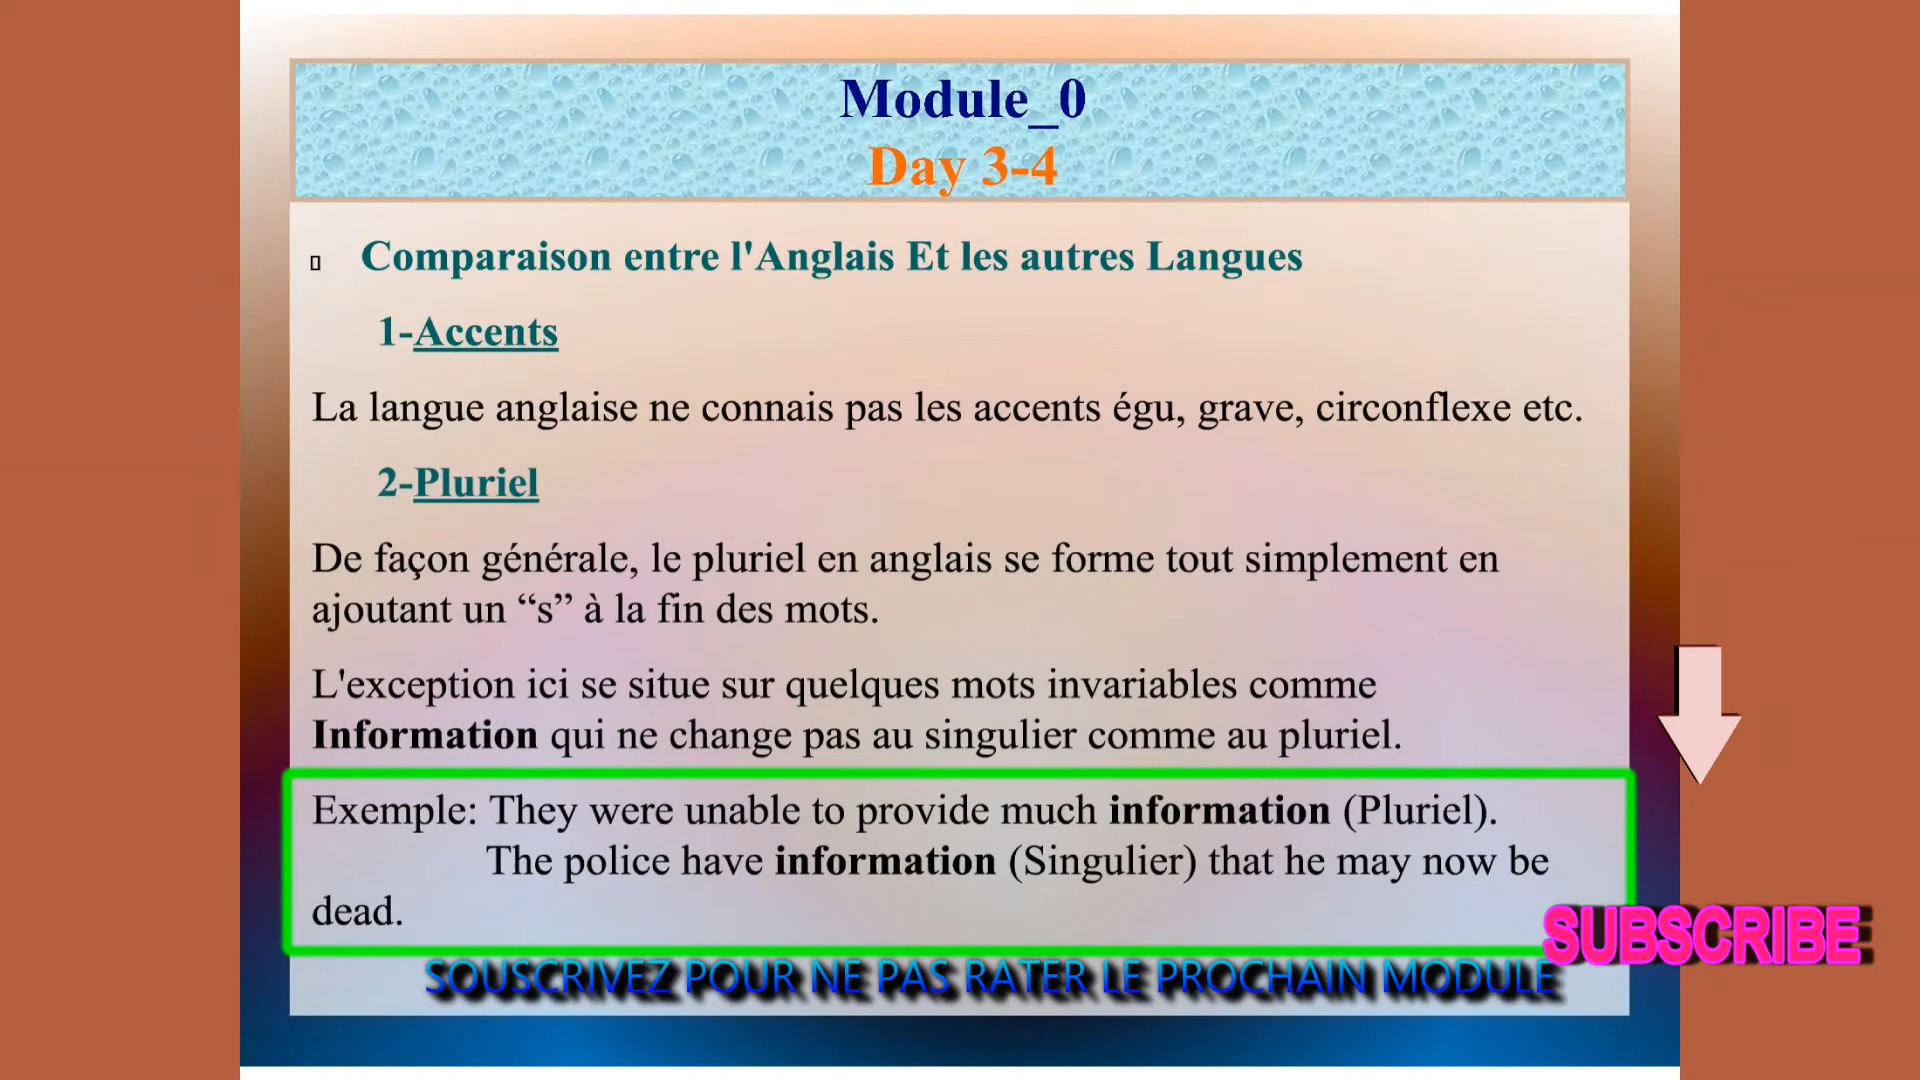 Module_0
Day 3-4
Comparaison entre l'Anglais Et les autres Langues
1-Accents
La langue anglaise ne connais pas les accents égu, grave, circonflexe etc.
2-Pluriel
De façon générale, le pluriel en anglais se forme tout simplement en
ajoutant un “s” à la fin des mots.
L'exception ici se situe sur quelques mots invariables comme
Information qui ne change pas au singulier comme au pluriel.
Exemple: They were unable to provide much information (Pluriel).
The police have information (Singulier) that he may now be
dead.
SUBSCRIBE
SOUSCRIVEZ POUR NE PAS RATER LE PROCHAIN MODULE